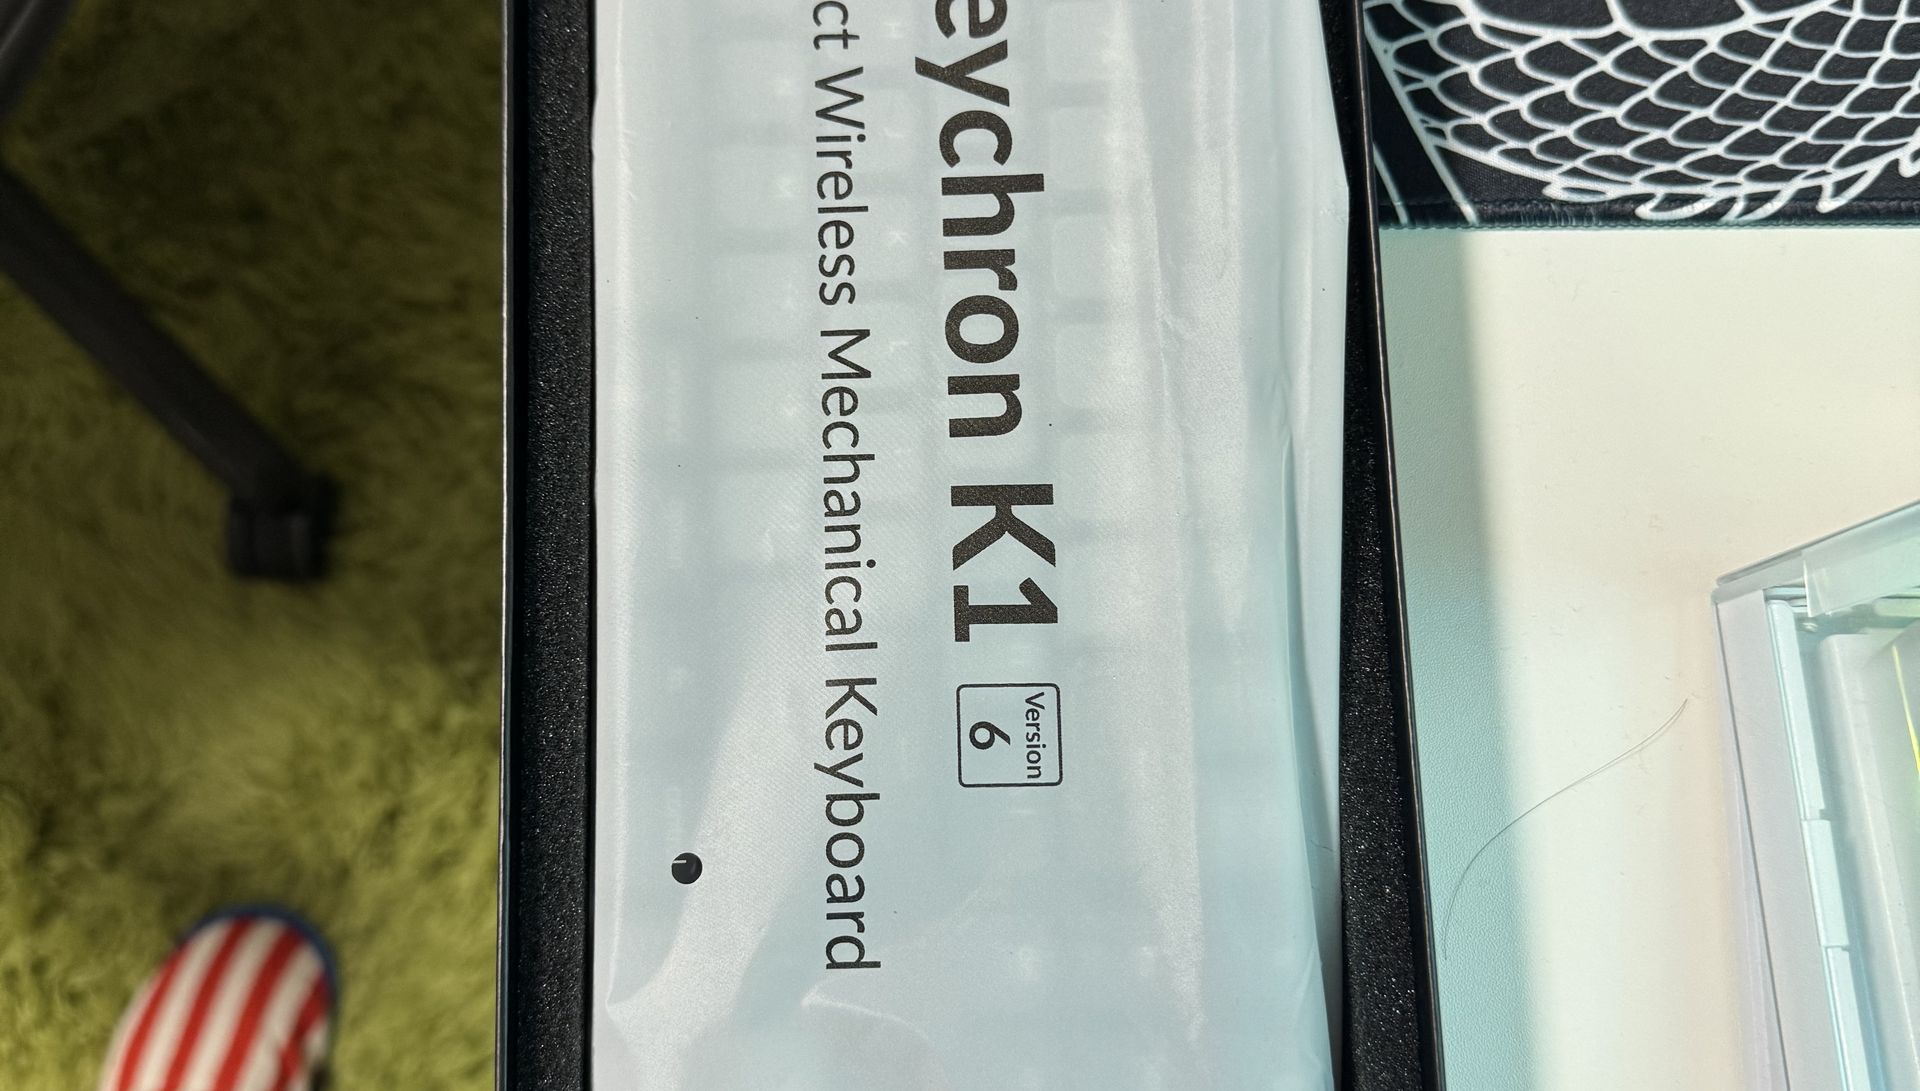 eychron K1 Version 6
ct Wireless Mechanical Keyboard